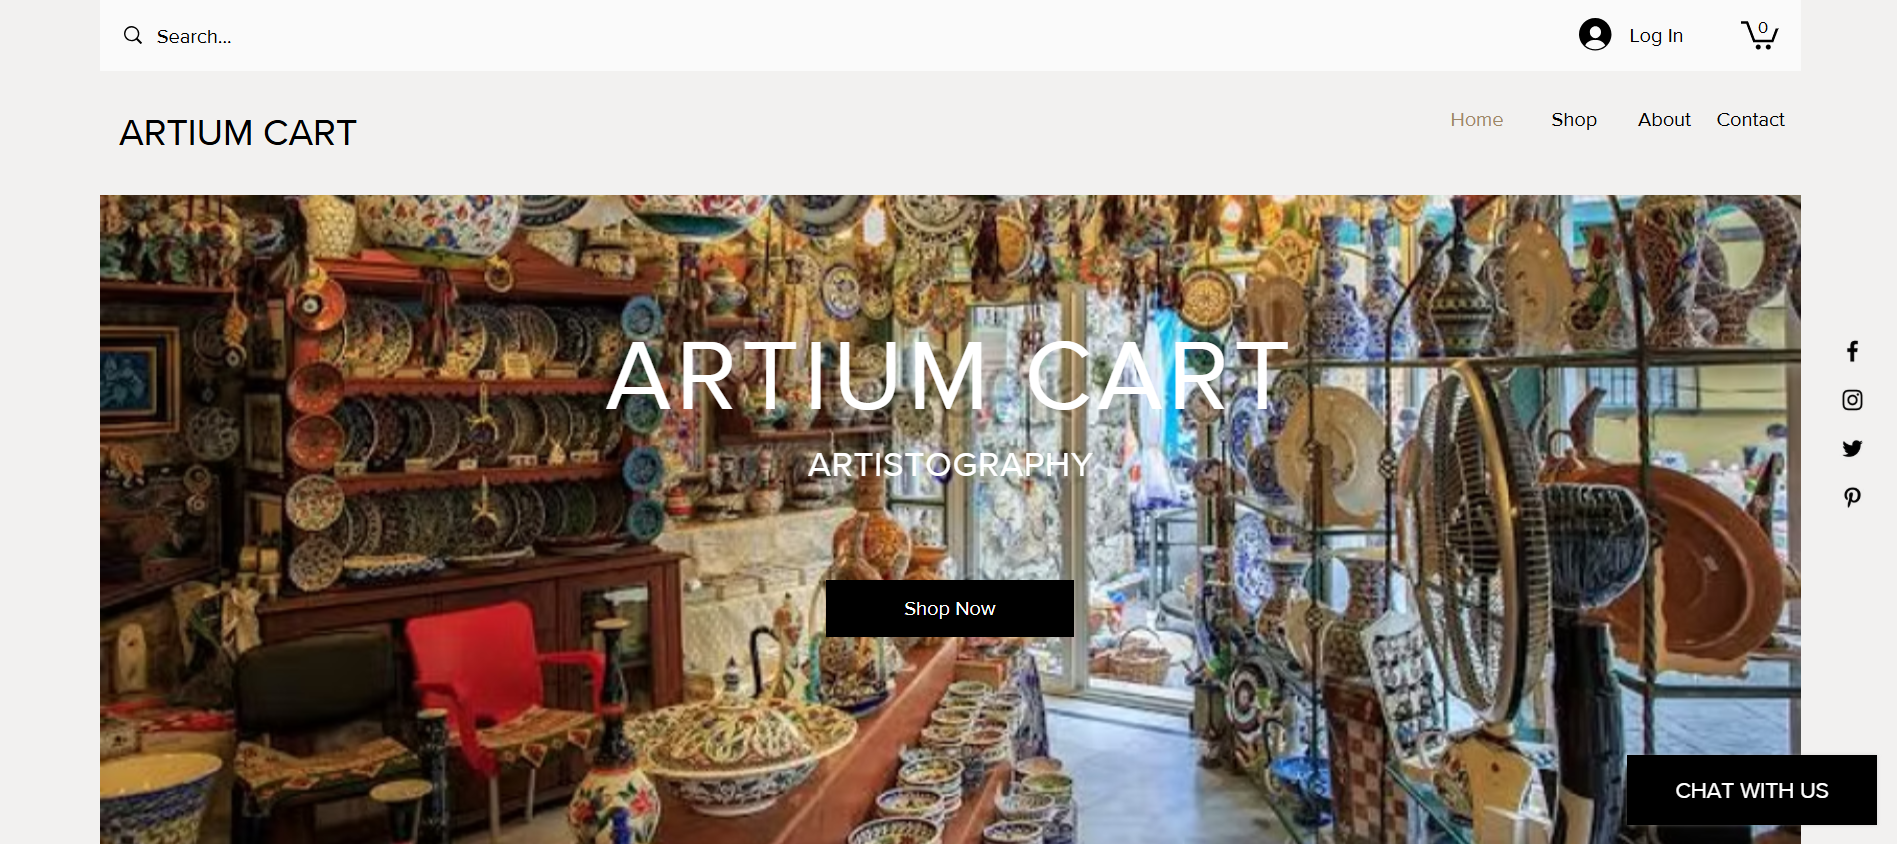 Search...
Log In
0
ARTIUM CART
Home Shop About Contact
ARTIUM CART
ARTISTOGRAPHY
Shop Now
CHAT WITH US